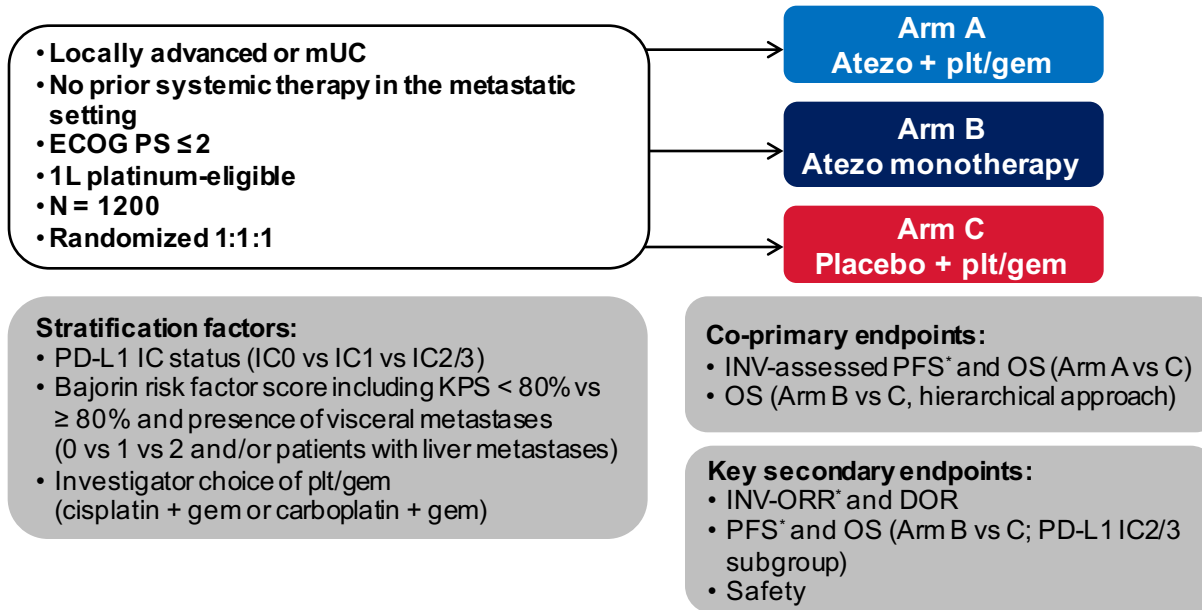 • Locally advanced or mUC
• No prior systemic therapy in the metastatic
setting
• ECOG PS ≤ 2
• 1L platinum-eligible
• N = 1200
• Randomized 1:1:1
Arm A
Atezo + plt/gem
Arm B
Atezo monotherapy
Arm C
Placebo + plt/gem
Stratification factors:
• PD-L1 IC status (IC0 vs IC1 vs IC2/3)
• Bajorin risk factor score including KPS < 80% vs
≥ 80% and presence of visceral metastases
(0 vs 1 vs 2 and/or patients with liver metastases)
• Investigator choice of plt/gem
(cisplatin + gem or carboplatin + gem)
Co-primary endpoints:
• INV-assessed PFS* and OS (Arm A vs C)
• OS (Arm B vs C, hierarchical approach)
Key secondary endpoints:
• INV-ORR* and DOR
• PFS* and OS (Arm B vs C; PD-L1 IC2/3
subgroup)
• Safety